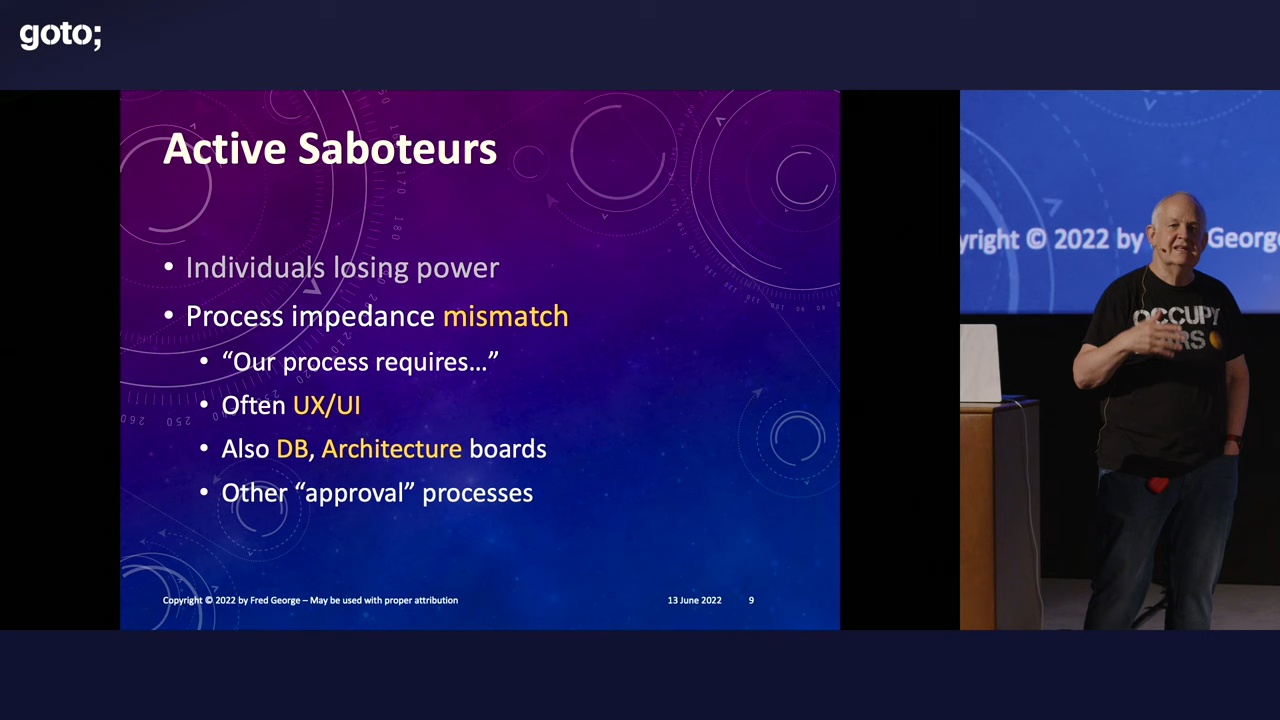 goto;
Active Saboteurs
• Individuals losing power
• Process impedance mismatch
• “Our process requires…”
• Often UX/UI
• Also DB, Architecture boards
• Other “approval” processes
Copyright © 2022 by Fred George – May be used with proper attribution
13 June 2022
9
yright © 2022 by
George
OCCUPY